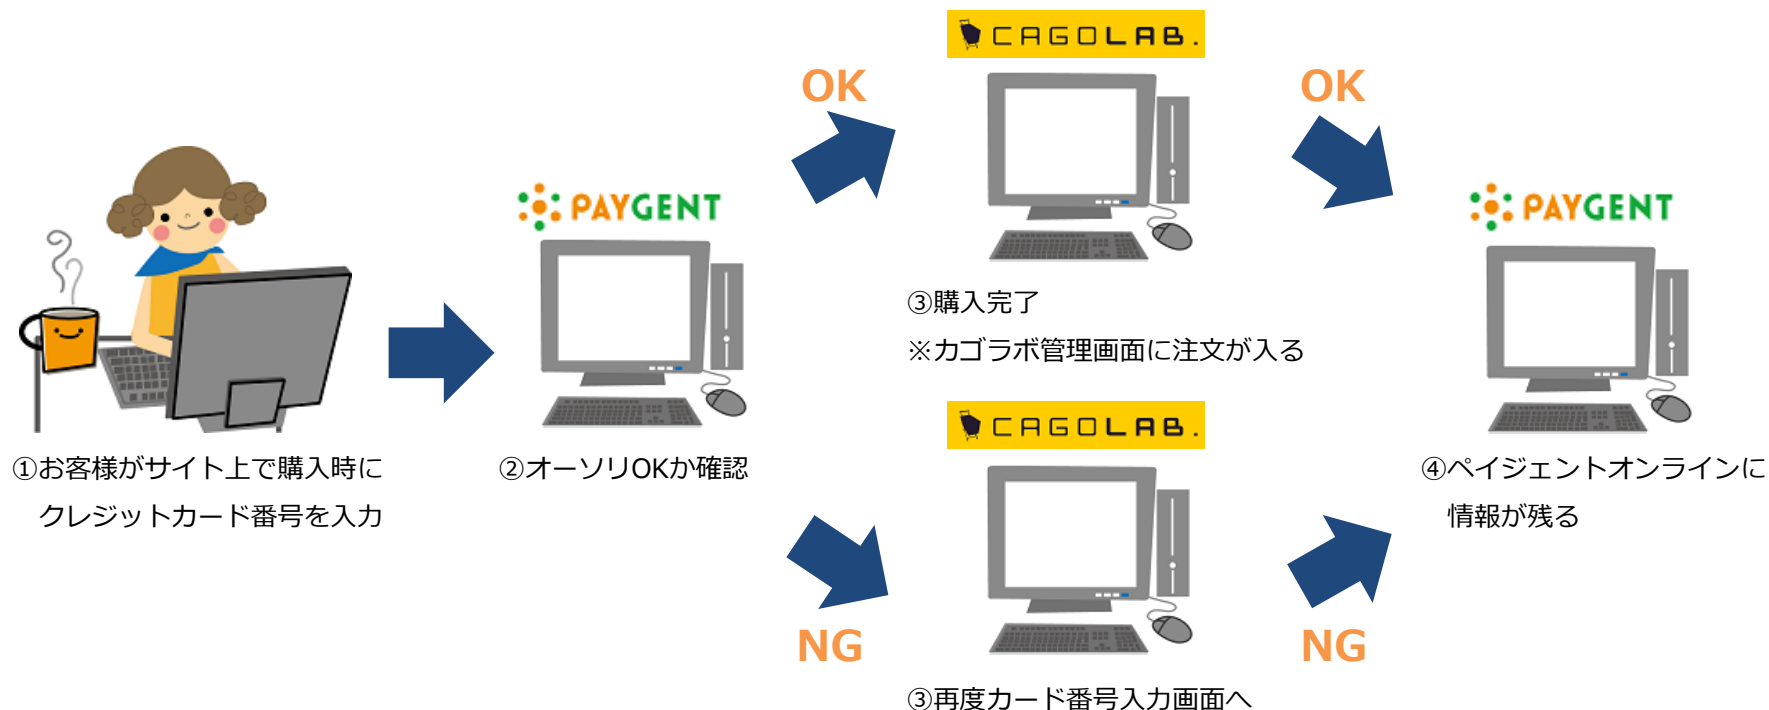 ①お客様がサイト上で購入時に
クレジットカード番号を入力
PAYGENT
②オーソリOKか確認
OK
CAGOLAB.
③購入完了
※カゴラボ管理画面に注文が入る
OK
NG
CAGOLAB.
③再度カード番号入力画面へ
NG
PAYGENT
④ペイジェントオンラインに
情報が残る